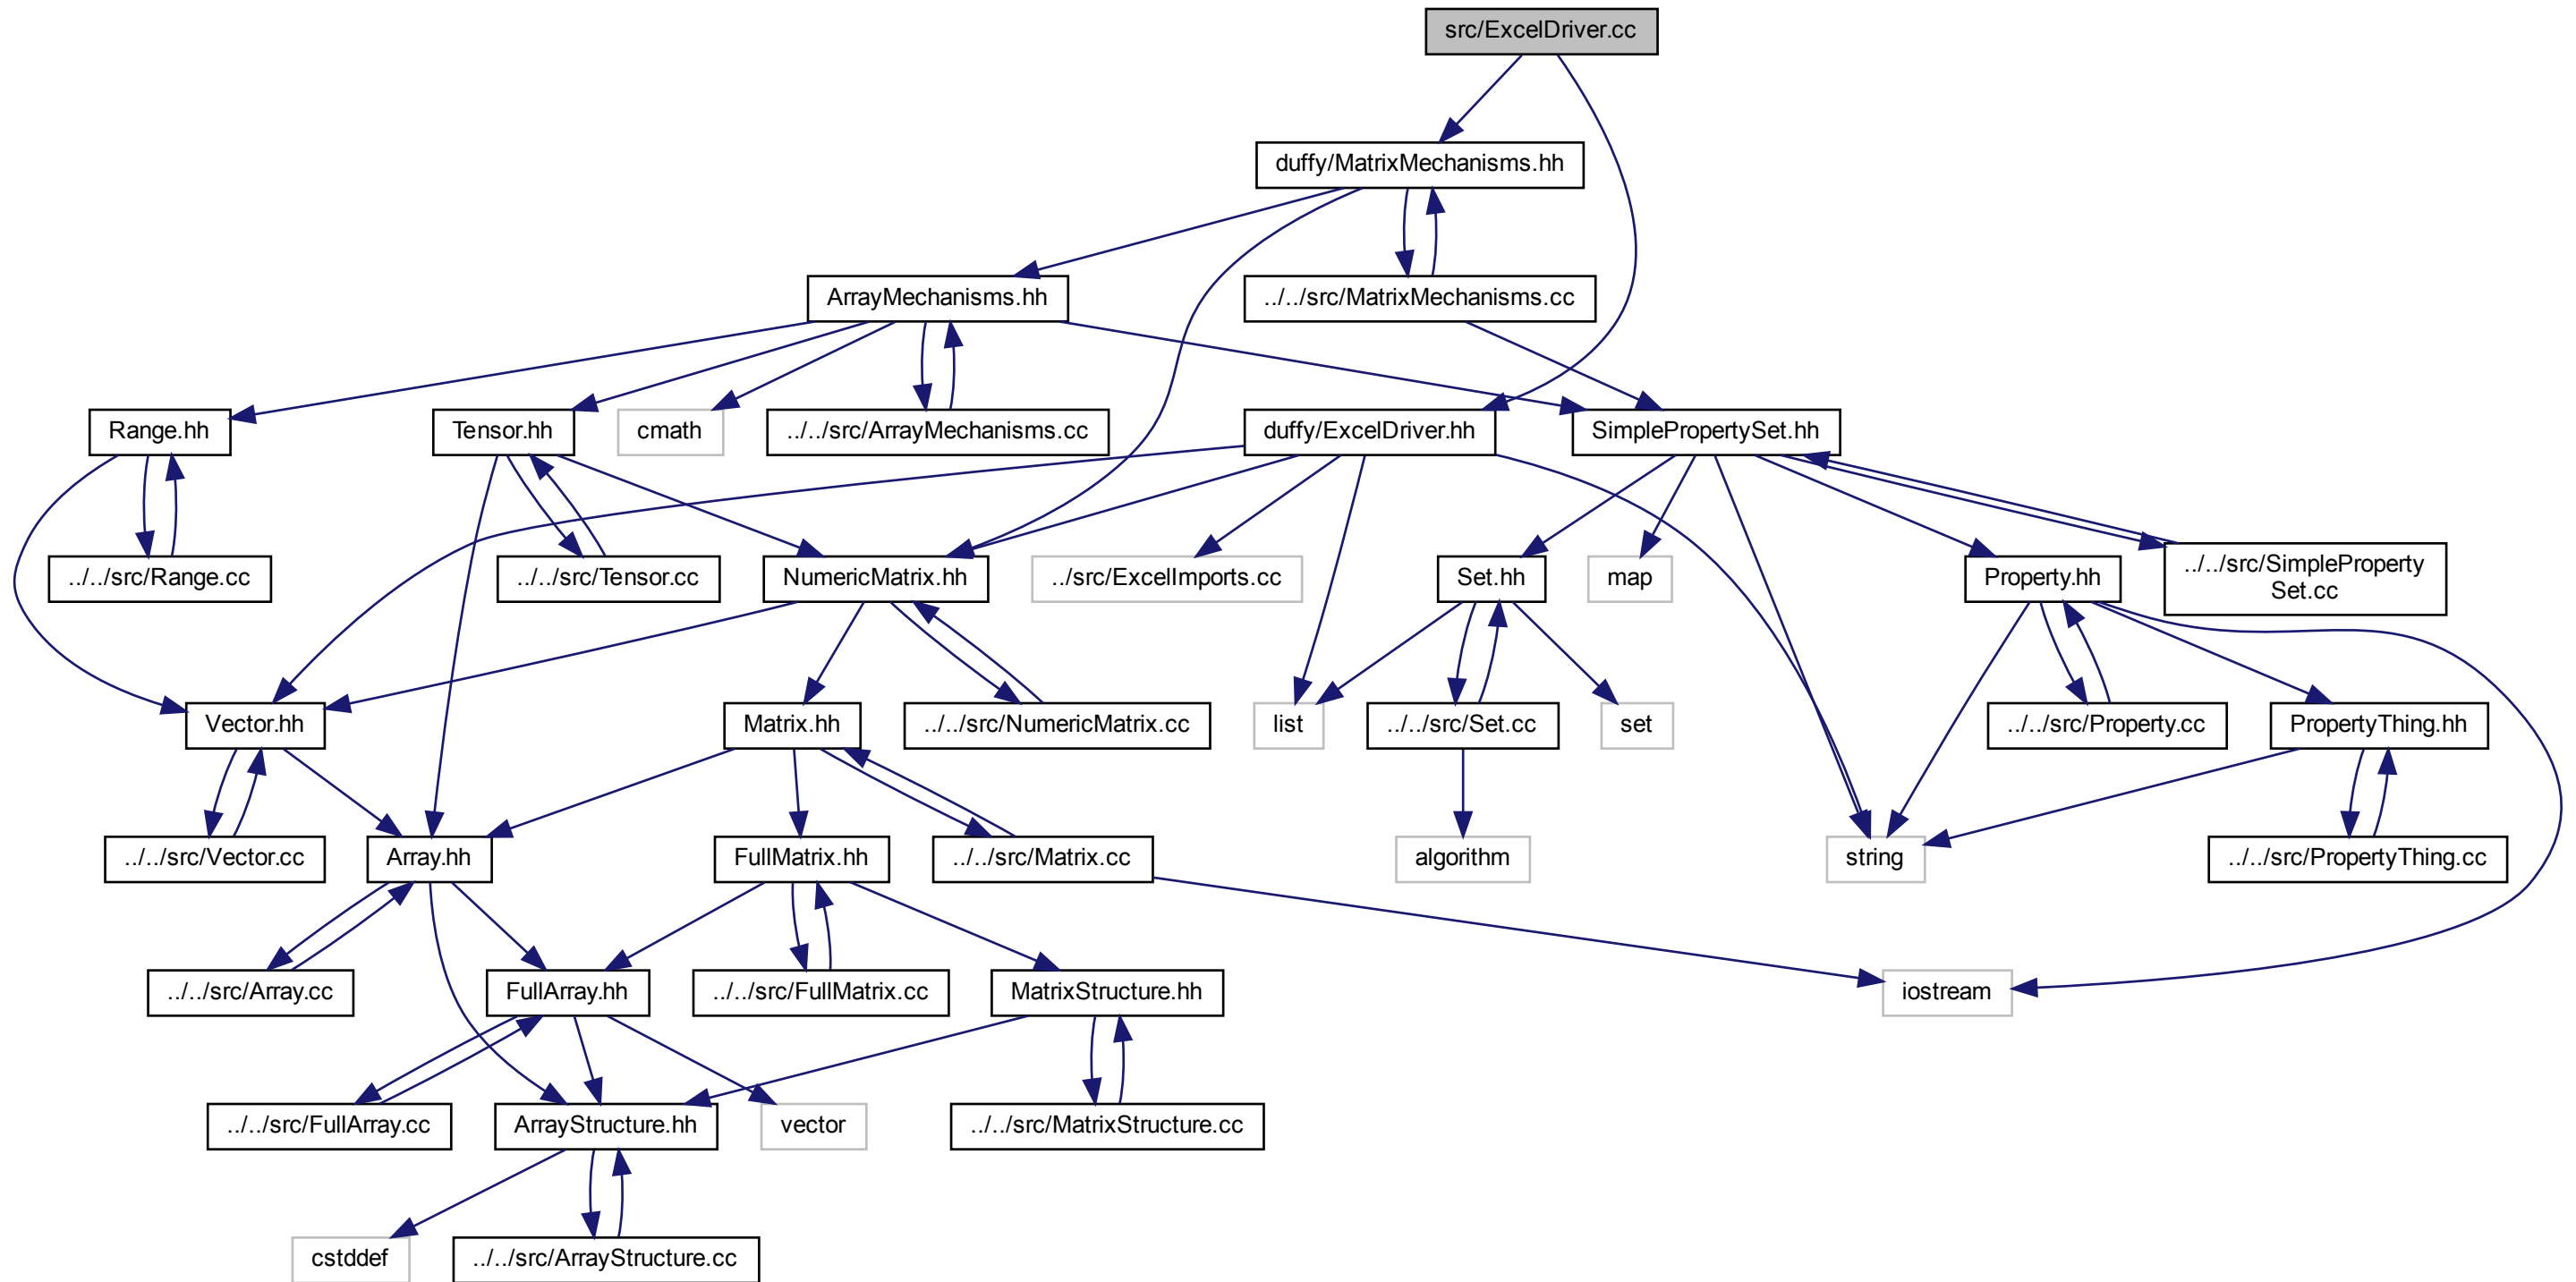 src/ExcelDriver.cc
duffy/MatrixMechanisms.hh
ArrayMechanisms.hh
../../src/MatrixMechanisms.cc
Range.hh
Tensor.hh
cmath
../../src/ArrayMechanisms.cc
duffy/ExcelDriver.hh
SimplePropertySet.hh
../../src/Range.cc
../../src/Tensor.cc
NumericMatrix.hh
../src/ExcelImports.cc
Set.hh
map
Property.hh
../../src/SimpleProperty
Set.cc
Vector.hh
Matrix.hh
../../src/NumericMatrix.cc
list
../../src/Set.cc
set
../../src/Property.cc
PropertyThing.hh
../../src/Vector.cc
Array.hh
FullMatrix.hh
../../src/Matrix.cc
algorithm
string
../../src/PropertyThing.cc
../../src/Array.cc
FullArray.hh
../../src/FullMatrix.cc
MatrixStructure.hh
iostream
../../src/FullArray.cc
ArrayStructure.hh
vector
../../src/MatrixStructure.cc
cstddef
../../src/ArrayStructure.cc